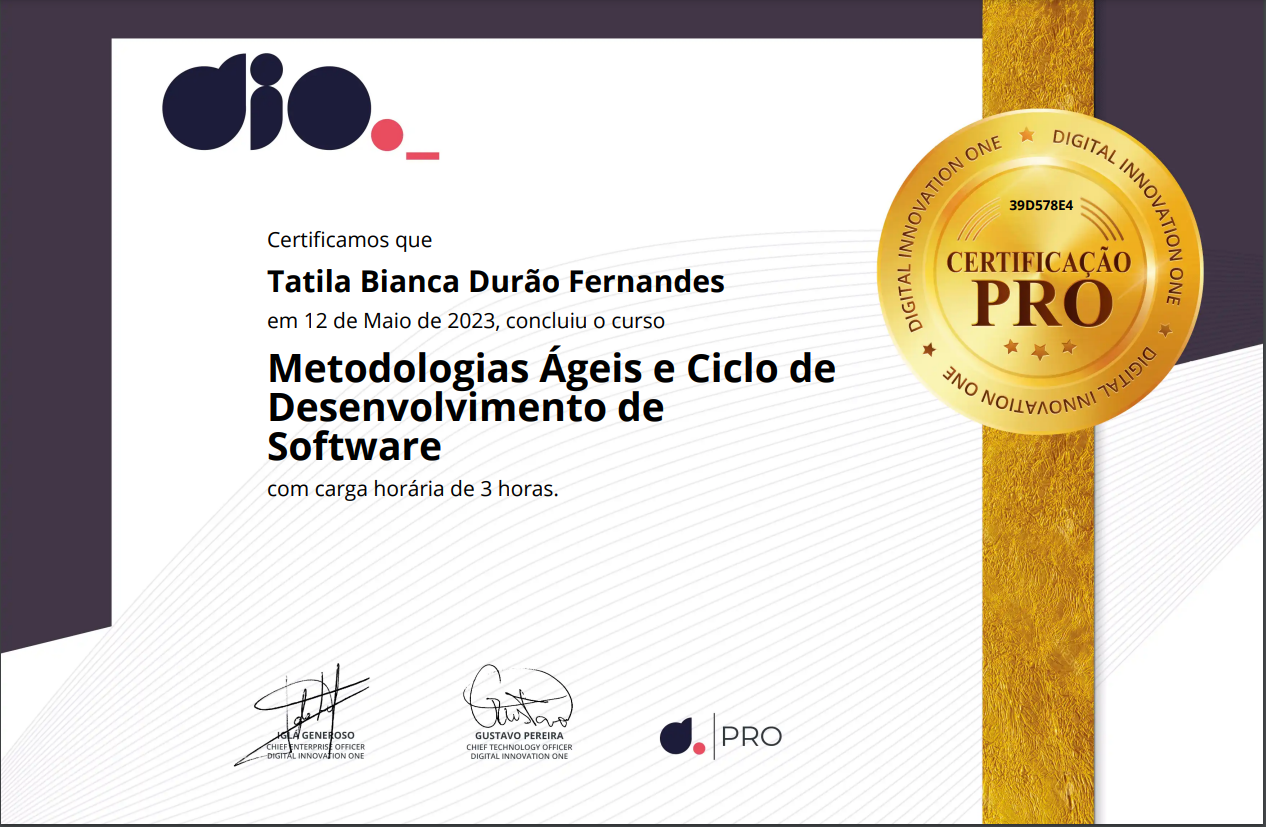 dio._
Certificamos que
Tatila Bianca Durão Fernandes
em 12 de Maio de 2023, concluiu o curso
Metodologias Ágeis e Ciclo de
Desenvolvimento de
Software
com carga horária de 3 horas.
DIGITAL INNOVATION ONE ★ DIGITAL INNOVATION ONE ★ DIGITAL INNOVATION ONE ★
39D578E4
CERTIFICAÇÃO
PRO
IGLÁ GENEROSO
CHIEF ENTERPRISE OFFICER
DIGITAL INNOVATION ONE
Gustavo
GUSTAVO PEREIRA
CHIEF TECHNOLOGY OFFICER
DIGITAL INNOVATION ONE
d. | PRO